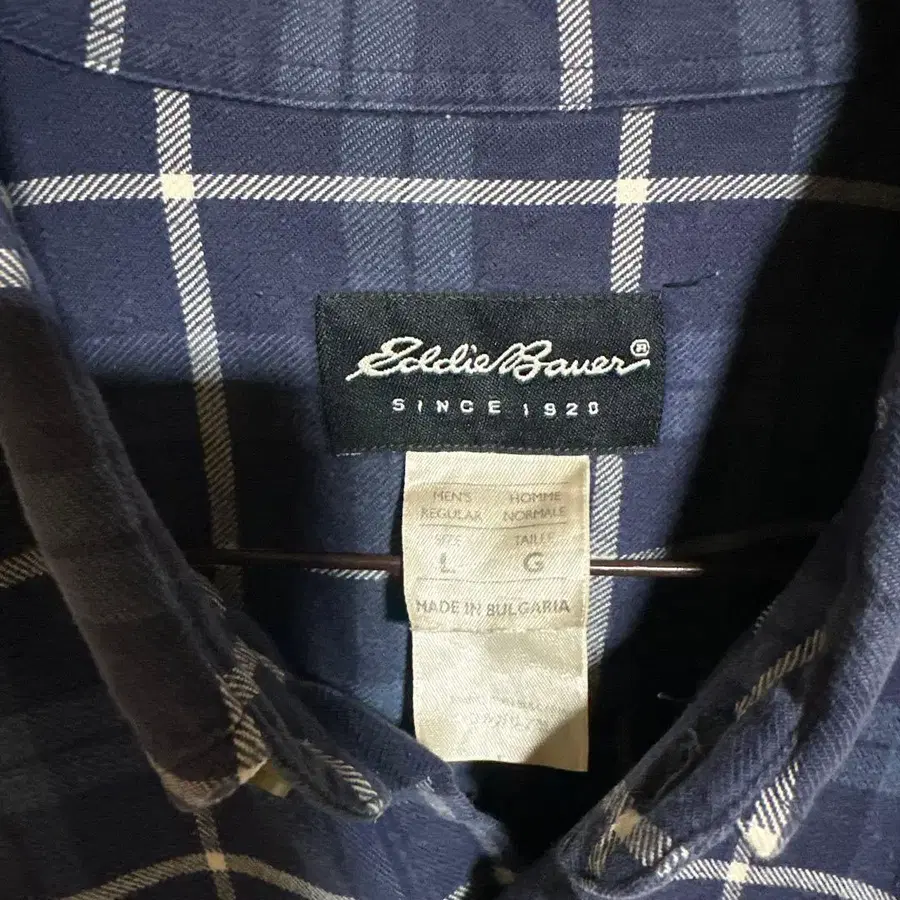 Eddie Bauer®
SINCE 1920
MEN'S HOMME
REGULAR NORMALE
SIZE TAILLE
L G
MADE IN BULGARIA